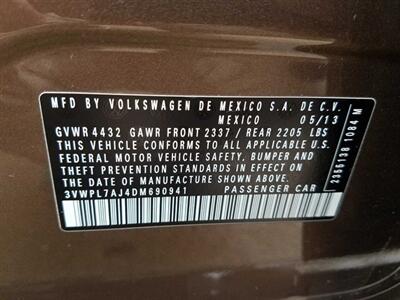 MFD BY VOLKSWAGEN DE MEXICO S.A. DE C.V.
MEXICO 05/13
GVWR 4432 GAWR FRONT 2337 / REAR 2205 LBS
THIS VEHICLE CONFORMS TO ALL APPLICABLE U.S.
FEDERAL MOTOR VEHICLE SAFETY, BUMPER AND
THEFT PREVENTION STANDARDS IN EFFECT ON THE
DATE OF MANUFACTURE SHOWN ABOVE.
3VWPL7AJ4DM690941 PASSENGER CAR
2356138 1084 M